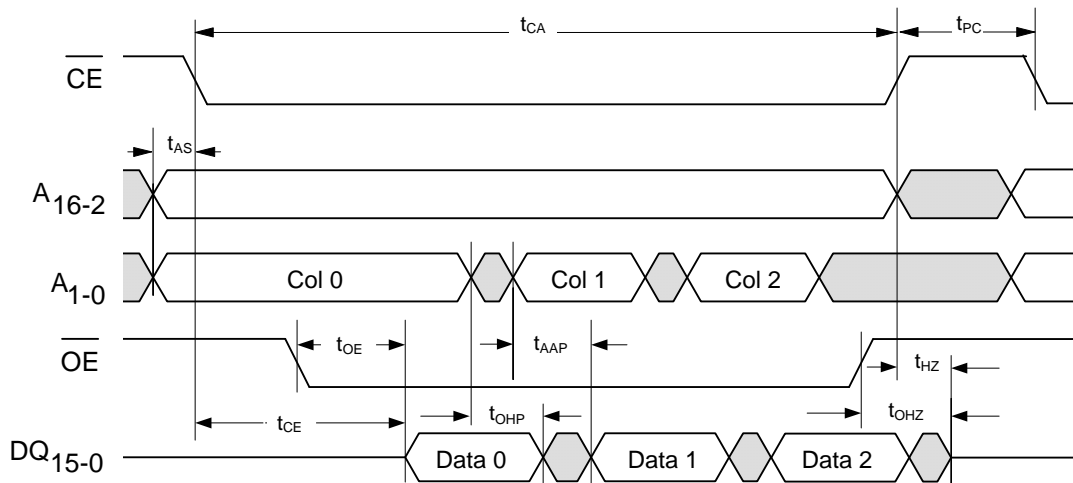 tCA
tPC
CE
tAS
A16-2
A1-0
Col 0
Col 1
Col 2
OE
tOE
tAAP
tHZ
tCE
tOHP
tOHZ
DQ15-0
Data 0
Data 1
Data 2